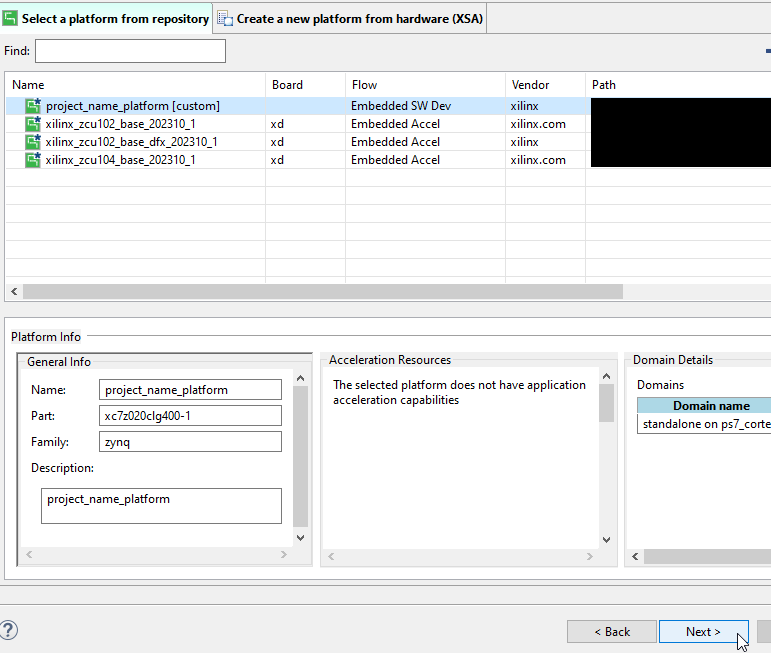 Select a platform from repository Create a new platform from hardware (XSA)
Find:
Name Board Flow Vendor Path
project_name_platform [custom] Embedded SW Dev xilinx
xilinx_zcu102_base_202310_1 xd Embedded Accel xilinx.com
xilinx_zcu102_base_dfx_202310_1 xd Embedded Accel xilinx
xilinx_zcu104_base_202310_1 xd Embedded Accel xilinx.com
Platform Info
General Info
Name: project_name_platform
Part: xc7z020clg400-1
Family: zynq
Description:
project_name_platform
Acceleration Resources
The selected platform does not have application
acceleration capabilities
Domain Details
Domains
Domain name
standalone on ps7_corte
?
< Back Next >